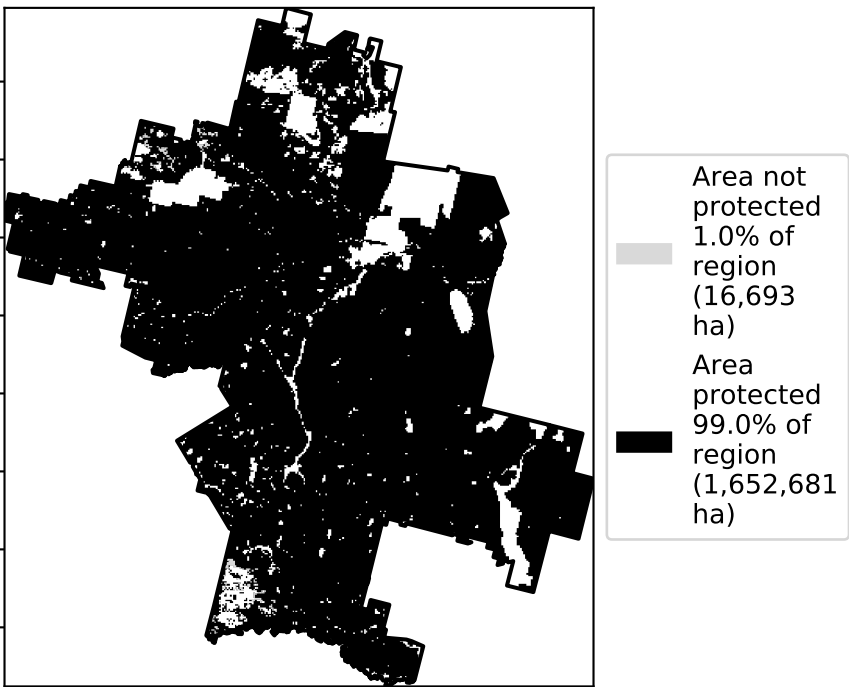 Area not
protected
1.0% of
region
(16,693
ha)
Area
protected
99.0% of
region
(1,652,681
ha)